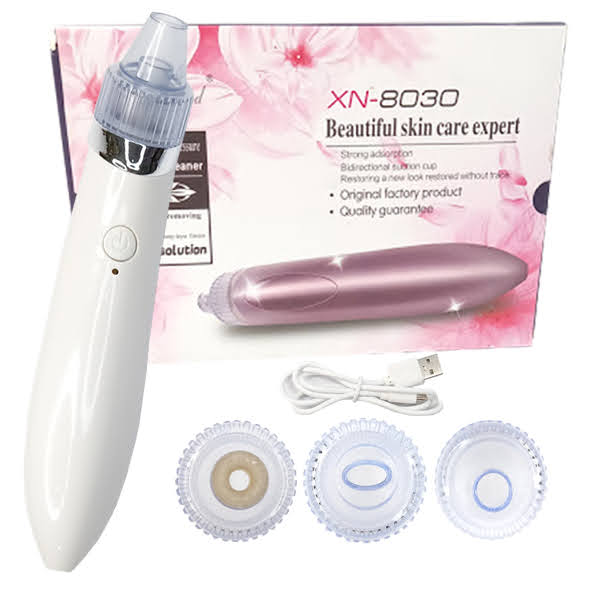 XN-8030
Beautiful skin care expert
Strong adsorption
Bidirectional suction cup
Restoring a new look restored without trace
• Original factory product
• Quality guarantee
eaner
removing
solution